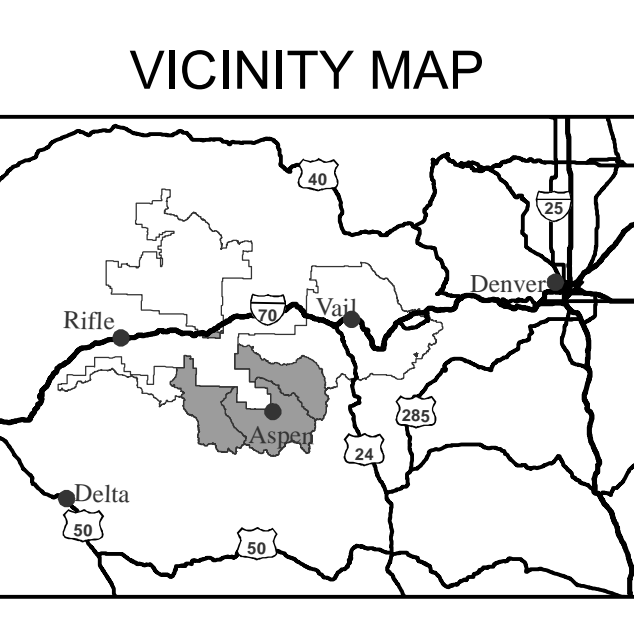 VICINITY MAP
40
25
Denver
Vail
70
Rifle
285
Aspen
24
Delta
50
50